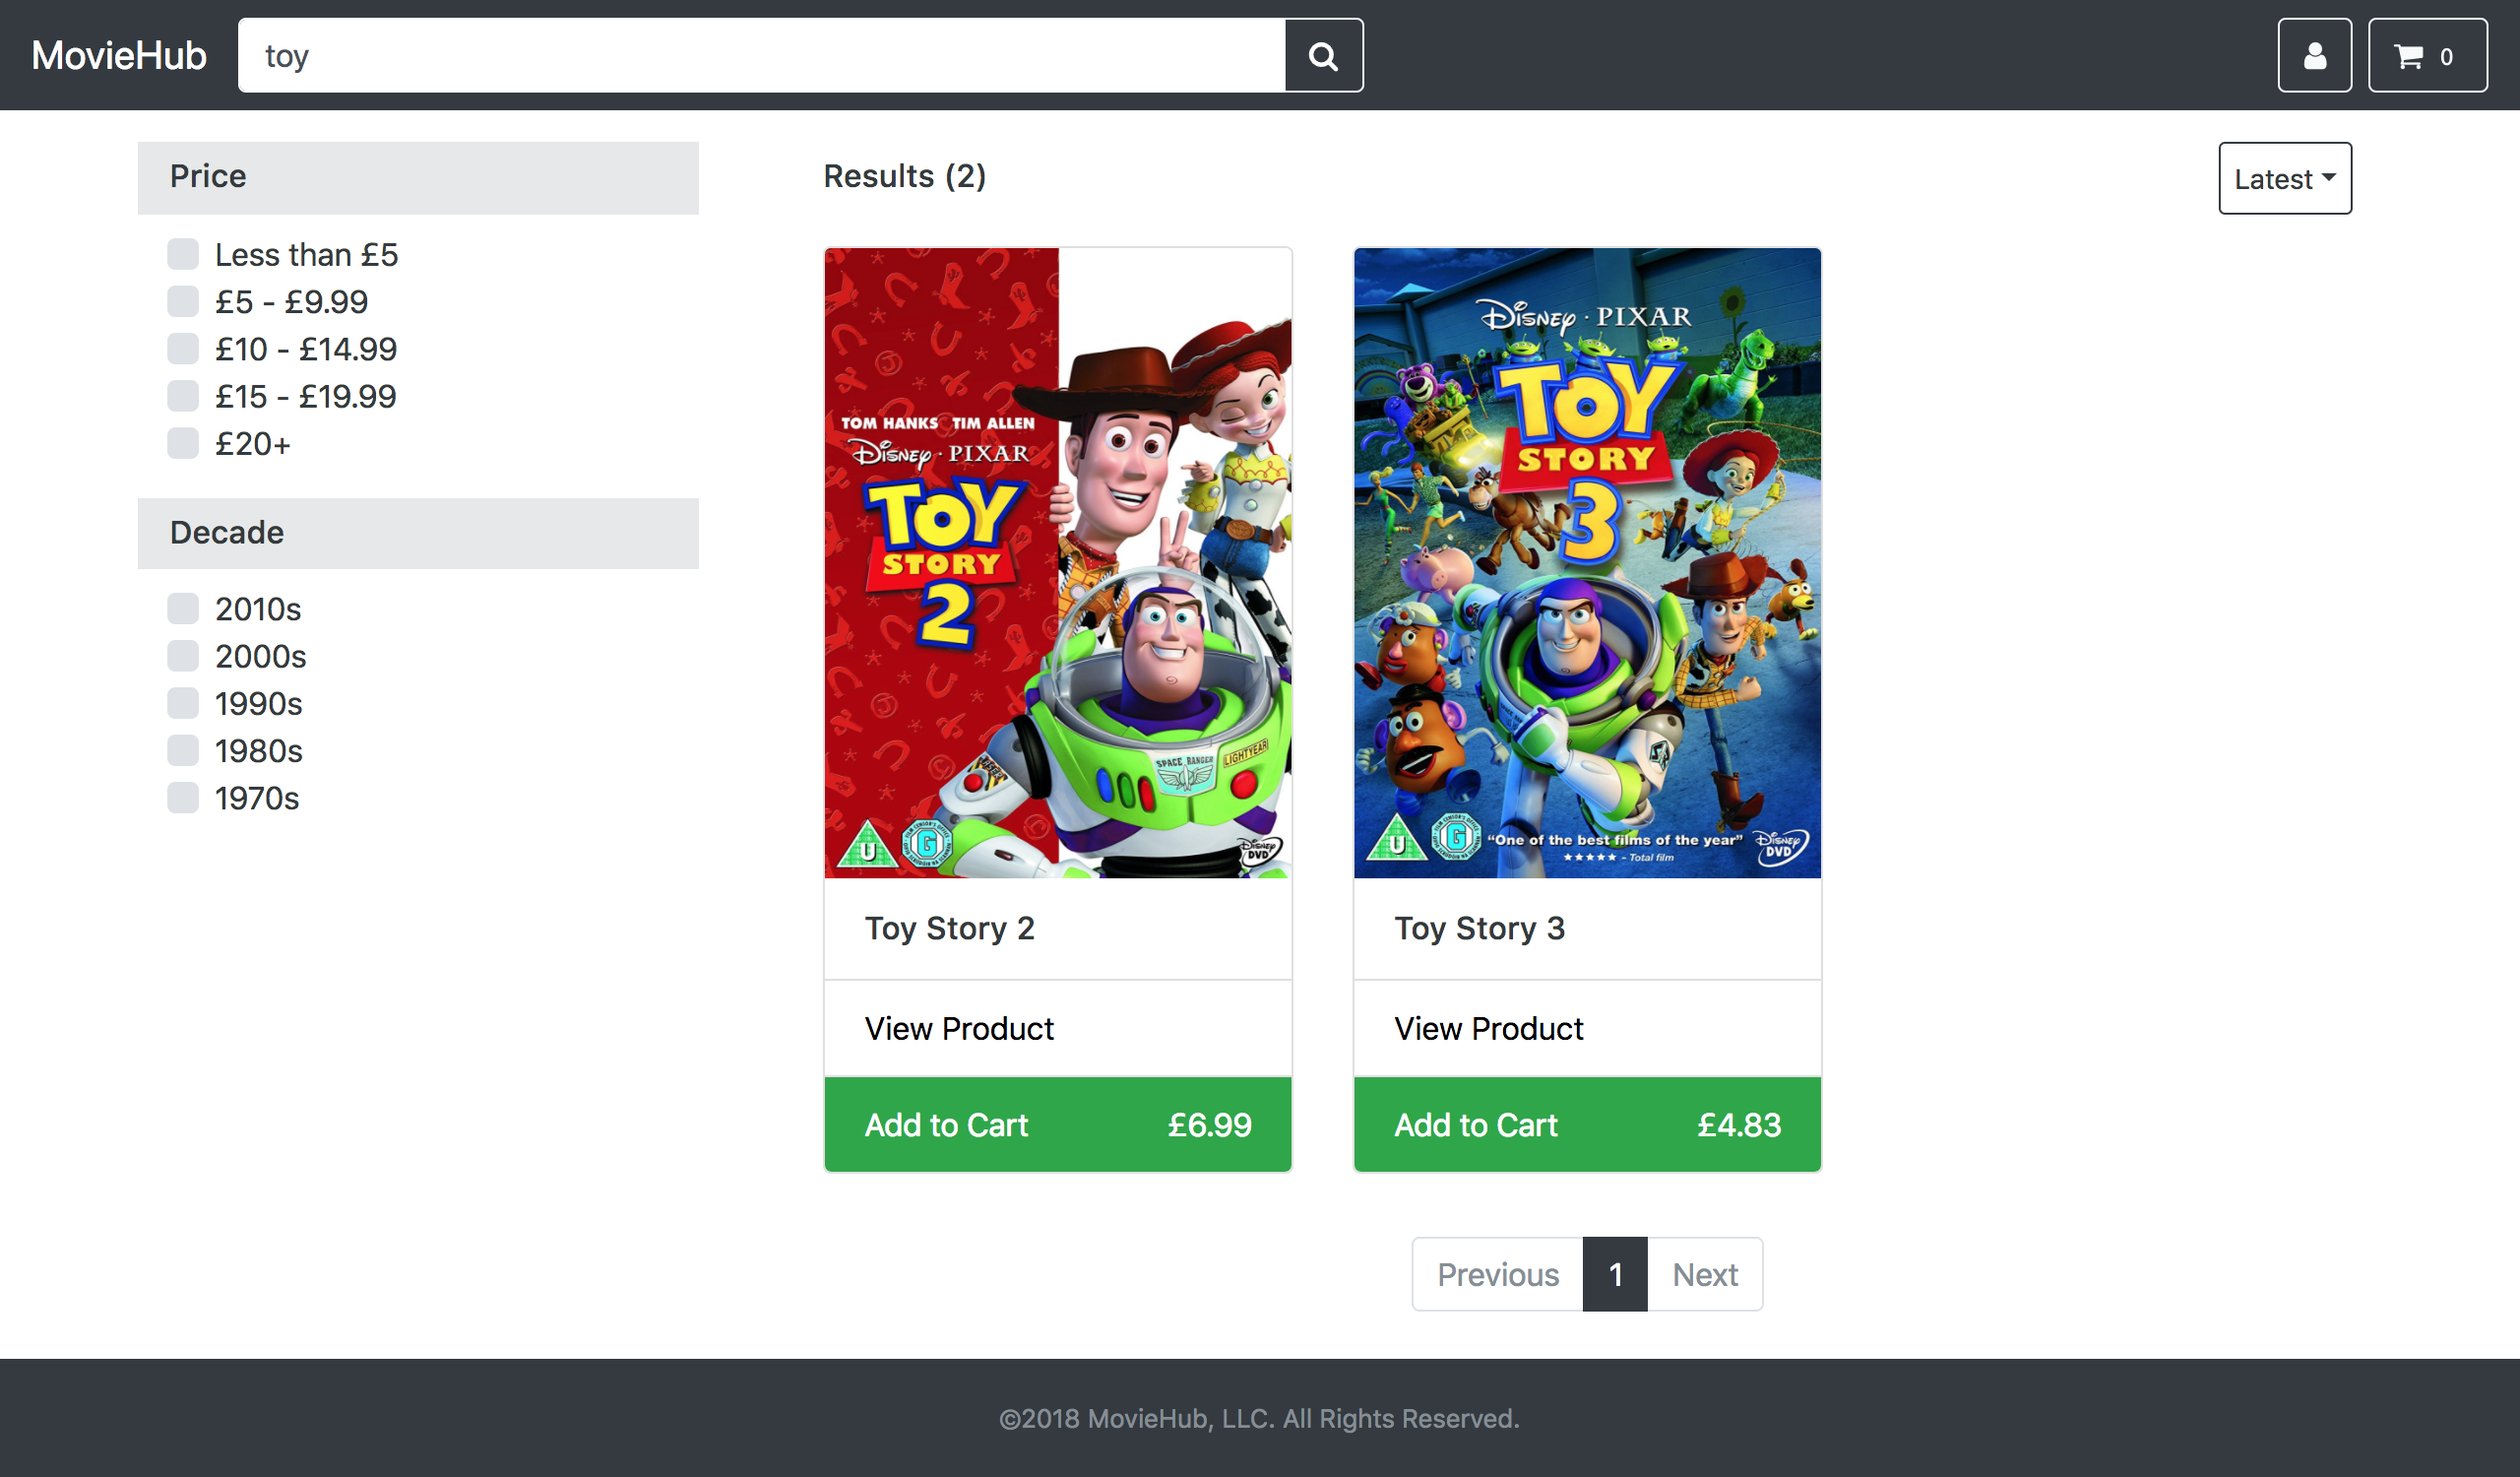 MovieHub
toy
0
Price
Less than £5
£5 - £9.99
£10 - £14.99
£15 - £19.99
£20+
Decade
2010s
2000s
1990s
1980s
1970s
Results (2)
Latest
TOM HANKS TIM ALLEN
DISNEY · PIXAR
TOY
STORY
2
SPACE RANGER
LIGHTYEAR
LASER
U
G
DISNEY
DVD
Toy Story 2
View Product
Add to Cart £6.99
DISNEY · PIXAR
TOY
STORY
3
U
G
"One of the best films of the year"
★★★★★ - Total film
DISNEY
DVD
Toy Story 3
View Product
Add to Cart £4.83
Previous 1 Next
©2018 MovieHub, LLC. All Rights Reserved.